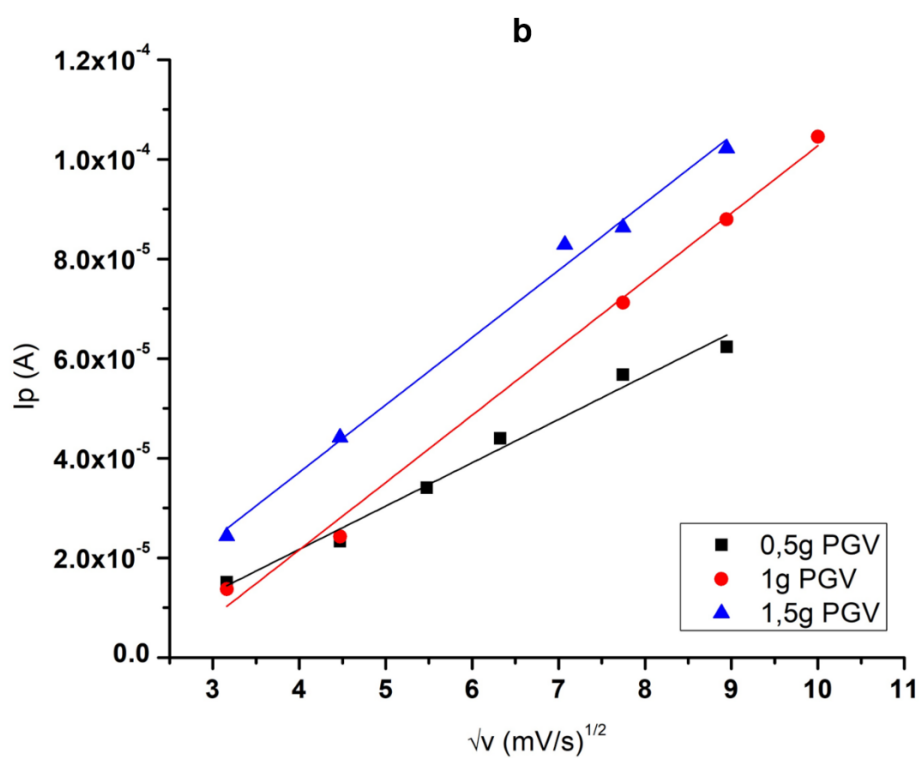 b
1.2x10⁻⁴
1.0x10⁻⁴
8.0x10⁻⁵
6.0x10⁻⁵
4.0x10⁻⁵
2.0x10⁻⁵
0.0
Ip (A)
0,5g PGV
1g PGV
1,5g PGV
3 4 5 6 7 8 9 10 11
√v (mV/s)¹ᐟ²